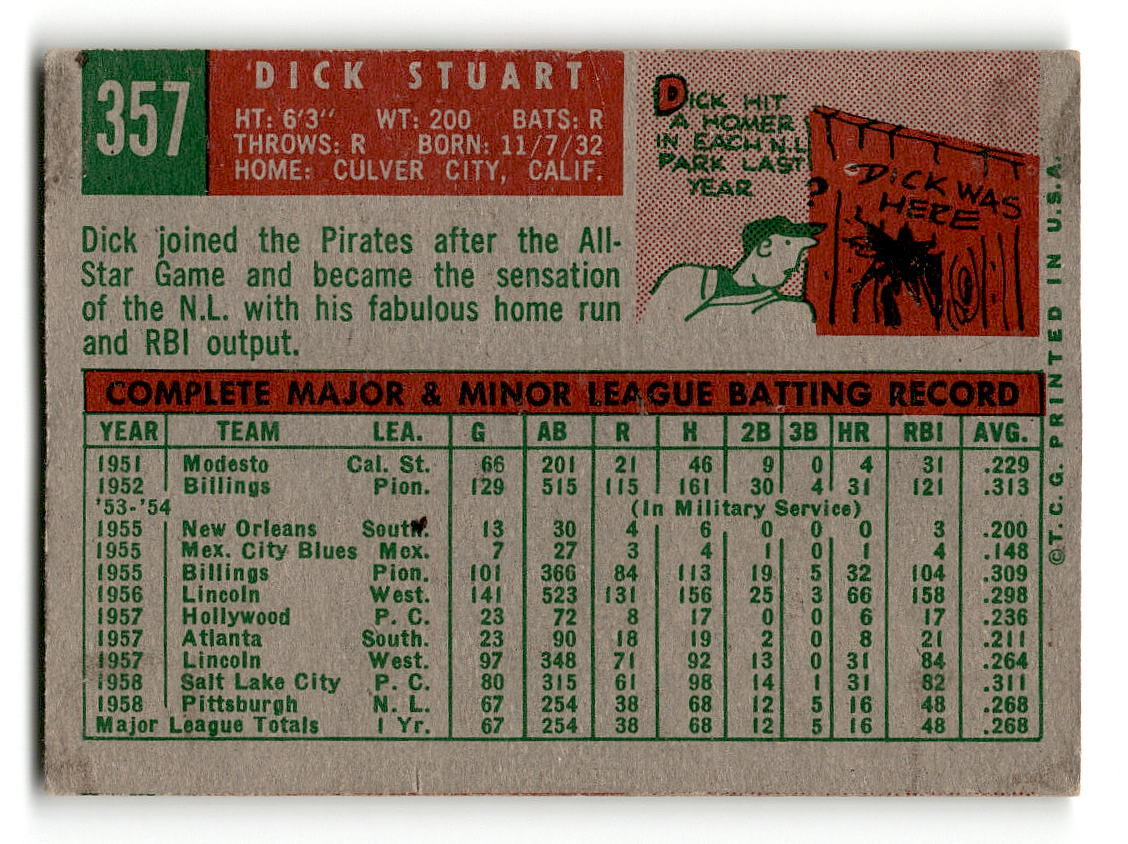 357
DICK STUART
HT: 6'3" WT: 200 BATS: R
THROWS: R BORN: 11/7/32
HOME: CULVER CITY, CALIF.
DICK HIT
A HOMER
IN EACH N.L.
PARK LAST
YEAR
DICK WAS
HERE
Dick joined the Pirates after the All-
Star Game and became the sensation
of the N.L. with his fabulous home run
and RBI output.
COMPLETE MAJOR & MINOR LEAGUE BATTING RECORD
YEAR TEAM LEA. G AB R H 2B 3B HR RBI AVG.
1951 Modesto Cal. St. 66 201 21 46 9 0 4 31 .229
1952 Billings Pion. 129 515 115 161 30 4 31 121 .313
'53-'54 (In Military Service)
1955 New Orleans South. 13 30 4 6 0 0 0 3 .200
1955 Mex. City Blues Mex. 7 27 3 4 1 0 1 4 .148
1955 Billings Pion. 101 366 84 113 19 5 32 104 .309
1956 Lincoln West. 141 523 131 156 25 3 66 158 .298
1957 Hollywood P. C. 23 72 8 17 0 0 6 17 .236
1957 Atlanta South. 23 90 18 19 2 0 8 21 .211
1957 Lincoln West. 97 348 71 92 13 0 31 84 .264
1958 Salt Lake City P. C. 80 315 61 98 14 1 31 82 .311
1958 Pittsburgh N. L. 67 254 38 68 12 5 16 48 .268
Major League Totals 1 Yr. 67 254 38 68 12 5 16 48 .268
©T.C.G. PRINTED IN U.S.A.